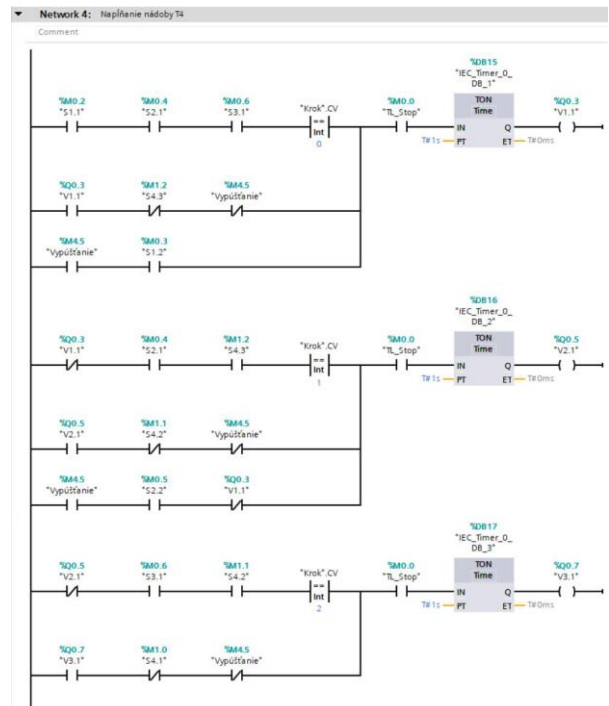 Network 4: Napĺňanie nádoby T4
Comment
%DB15
"IEC_Timer_0_
DB_1"
%M0.2 %M0.4 %M0.6 %M0.0 TON %Q0.3
"S1.1" "S2.1" "S3.1" "Krok".CV "TL_Stop" Time "V1.1"
== IN Q
Int T#1s PT ET T#0ms
0
%Q0.3 %M1.2 %M4.5
"V1.1" "S4.3" "Vypúšťanie"
%M4.5 %M0.3
"Vypúšťanie" "S1.2"
%DB16
"IEC_Timer_0_
DB_2"
%Q0.3 %M0.4 %M1.2 %M0.0 TON %Q0.5
"V1.1" "S2.1" "S4.3" "Krok".CV "TL_Stop" Time "V2.1"
== IN Q
Int T#1s PT ET T#0ms
1
%Q0.5 %M1.1 %M4.5
"V2.1" "S4.2" "Vypúšťanie"
%M4.5 %M0.5 %Q0.3
"Vypúšťanie" "S2.2" "V1.1"
%DB17
"IEC_Timer_0_
DB_3"
%Q0.5 %M0.6 %M1.1 %M0.0 TON %Q0.7
"V2.1" "S3.1" "S4.2" "Krok".CV "TL_Stop" Time "V3.1"
== IN Q
Int T#1s PT ET T#0ms
2
%Q0.7 %M1.0 %M4.5
"V3.1" "S4.1" "Vypúšťanie"